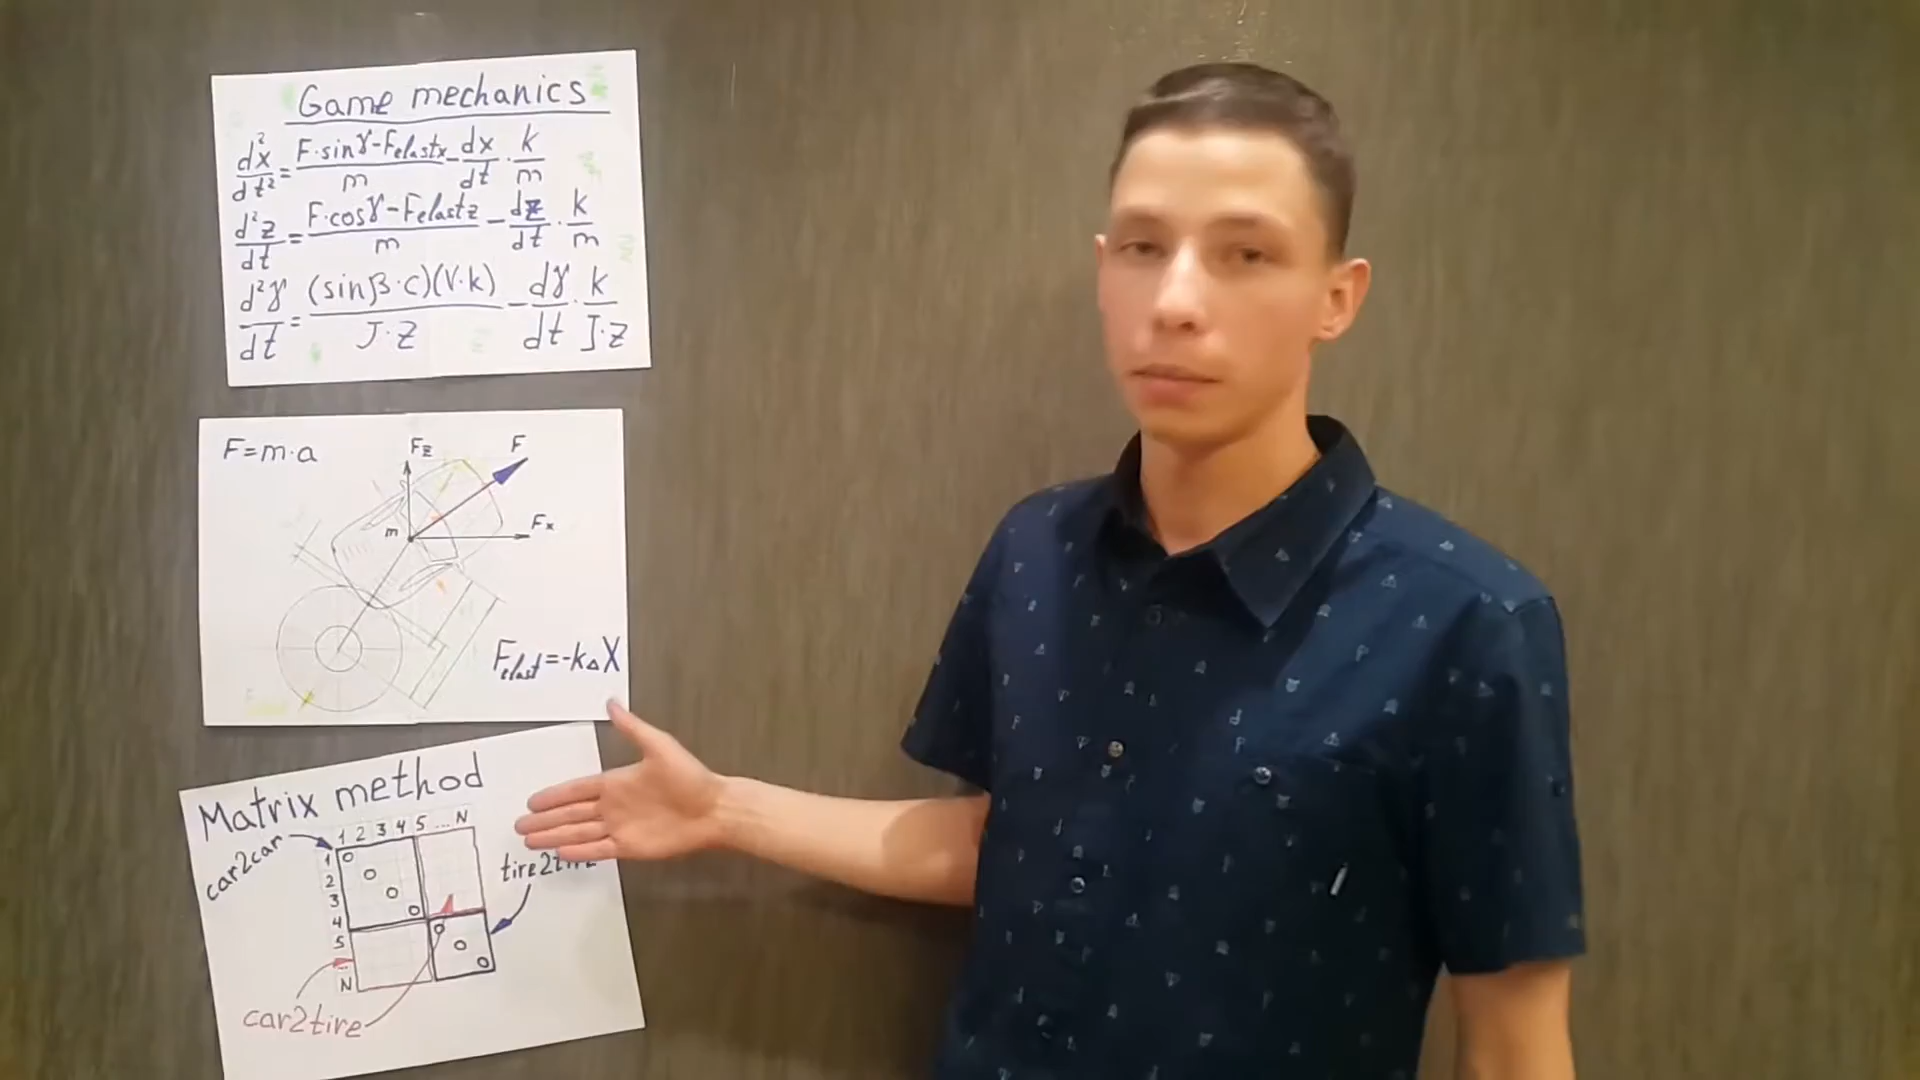 Game mechanics
d²x/dt² = (F·sinγ - Felastx)/m - dx/dt · k/m
d²z/dt = (F·cosγ - Felastz)/m - dz/dt · k/m
d²γ/dt = (sinβ·c)(V·k)/(J·Z) - dγ/dt · k/(J·Z)
F=m·a
Fz
F
m
Fx
Felast=-k△X
Matrix method
car2car
1 2 3 4 5 ... N
1
2
3
4
5
...
N
tire2tire
car2tire